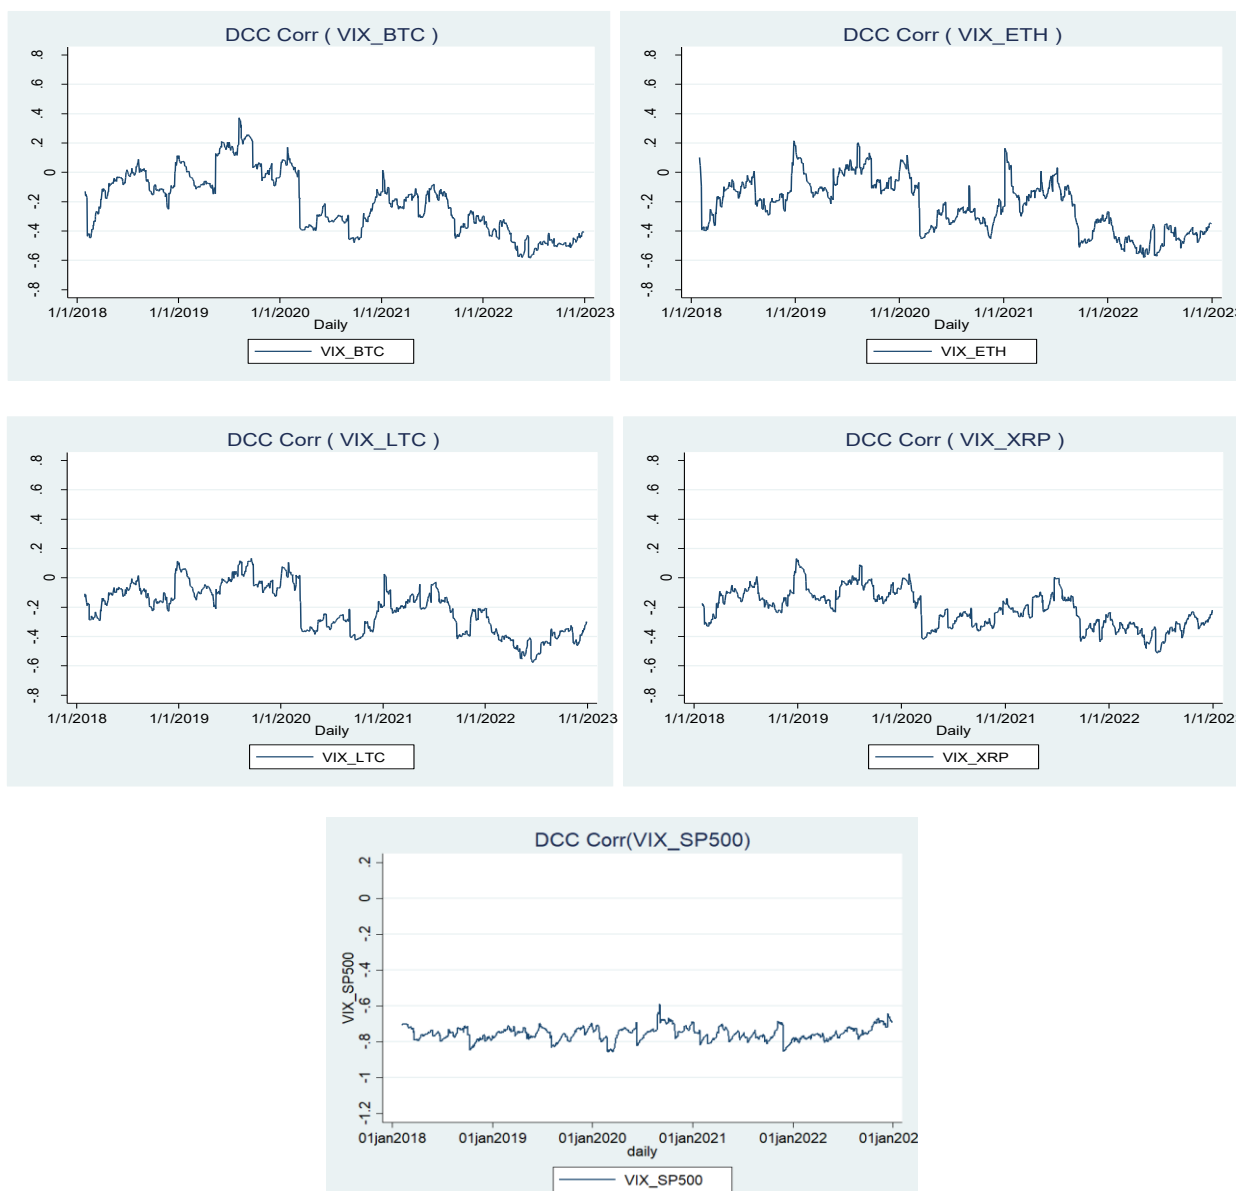 DCC Corr ( VIX_BTC )
.8
.6
.4
.2
0
-.2
-.4
-.6
-.8
1/1/2018 1/1/2019 1/1/2020 1/1/2021 1/1/2022 1/1/2023
Daily
VIX_BTC
DCC Corr ( VIX_ETH )
.8
.6
.4
.2
0
-.2
-.4
-.6
-.8
1/1/2018 1/1/2019 1/1/2020 1/1/2021 1/1/2022 1/1/2023
Daily
VIX_ETH
DCC Corr ( VIX_LTC )
.8
.6
.4
.2
0
-.2
-.4
-.6
-.8
1/1/2018 1/1/2019 1/1/2020 1/1/2021 1/1/2022 1/1/2023
Daily
VIX_LTC
DCC Corr ( VIX_XRP )
.8
.6
.4
.2
0
-.2
-.4
-.6
-.8
1/1/2018 1/1/2019 1/1/2020 1/1/2021 1/1/2022 1/1/202
Daily
VIX_XRP
DCC Corr(VIX_SP500)
VIX_SP500
.2
0
-.2
-.4
-.6
-.8
-1
-1.2
01jan2018 01jan2019 01jan2020 01jan2021 01jan2022 01jan202
daily
VIX_SP500